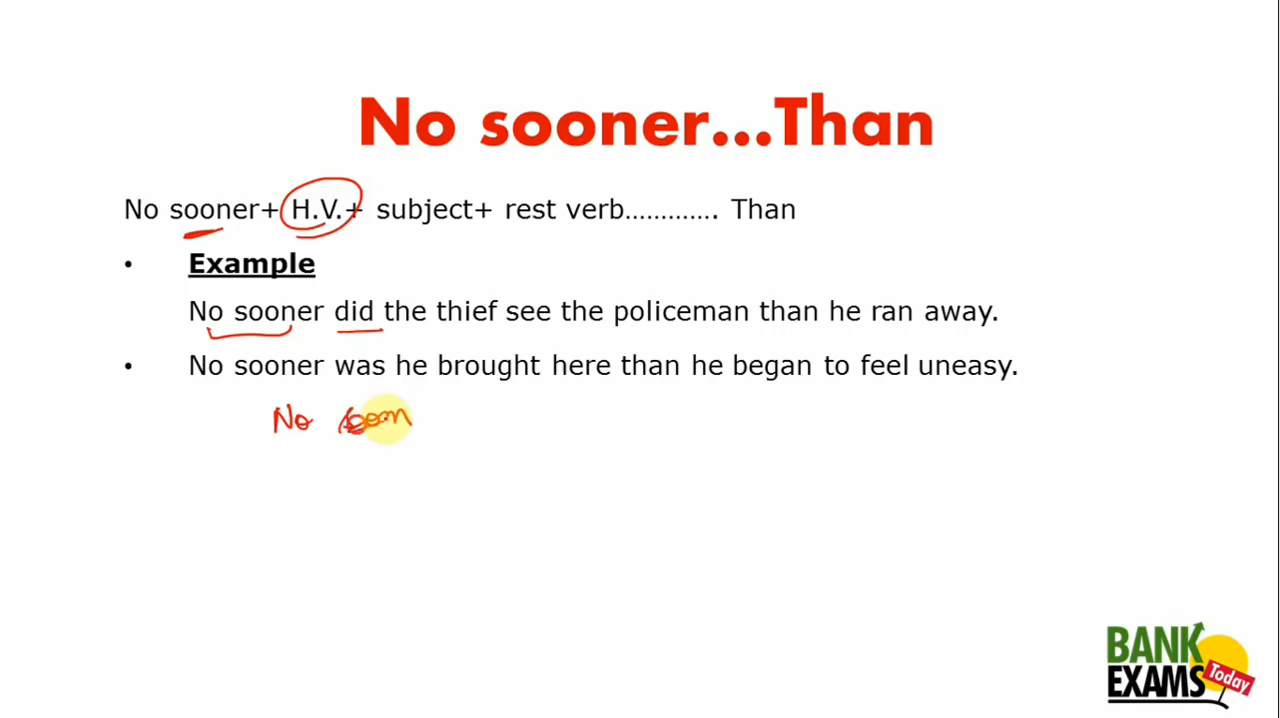 No sooner...Than
No sooner+ H.V.+ subject+ rest verb............. Than
• Example
No sooner did the thief see the policeman than he ran away.
• No sooner was he brought here than he began to feel uneasy.
No soon
BANK
EXAMS Today